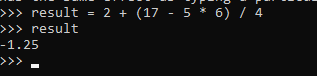 >>> result = 2 + (17 - 5 * 6) / 4
>>> result
-1.25
>>>